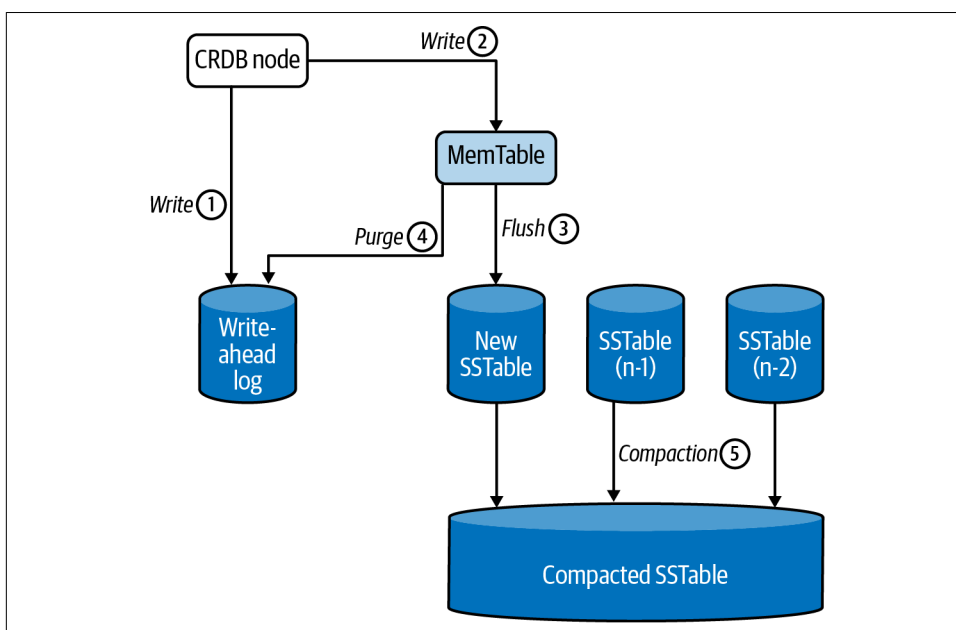 Write 2
CRDB node
MemTable
Write 1
Flush 3
Purge 4
Write-
ahead
log
New
SSTable
SSTable
(n-1)
SSTable
(n-2)
Compaction 5
Compacted SSTable